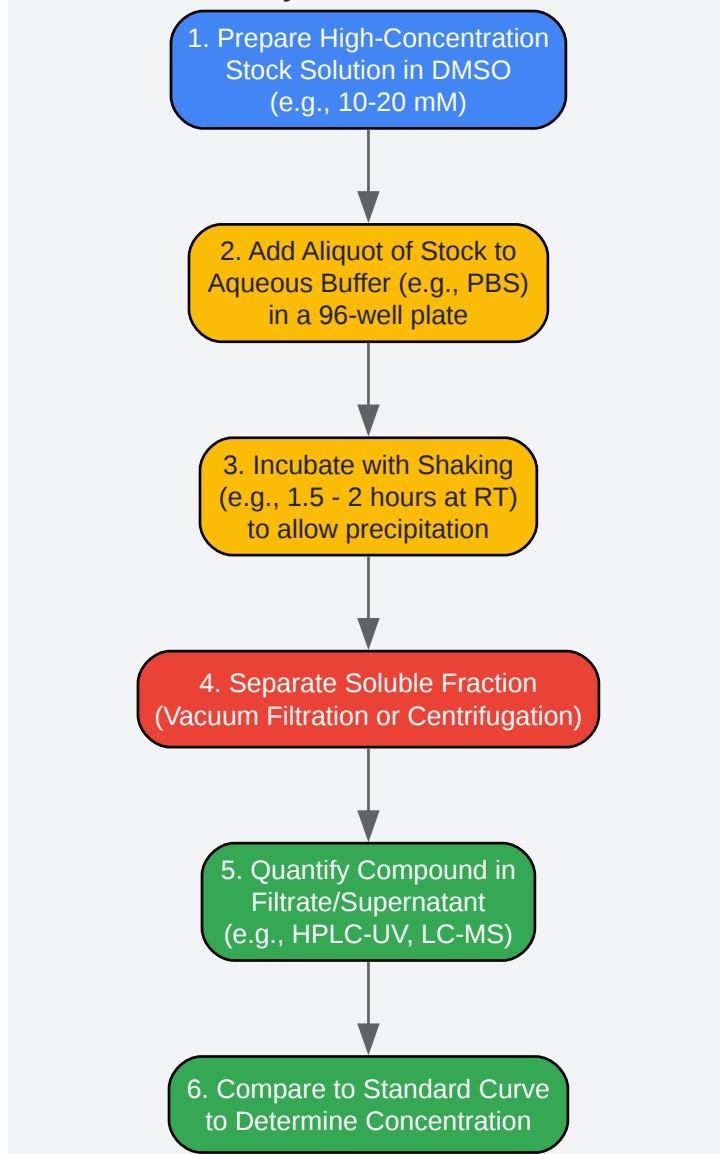 1. Prepare High-Concentration
Stock Solution in DMSO
(e.g., 10-20 mM)
2. Add Aliquot of Stock to
Aqueous Buffer (e.g., PBS)
in a 96-well plate
3. Incubate with Shaking
(e.g., 1.5 - 2 hours at RT)
to allow precipitation
4. Separate Soluble Fraction
(Vacuum Filtration or Centrifugation)
5. Quantify Compound in
Filtrate/Supernatant
(e.g., HPLC-UV, LC-MS)
6. Compare to Standard Curve
to Determine Concentration